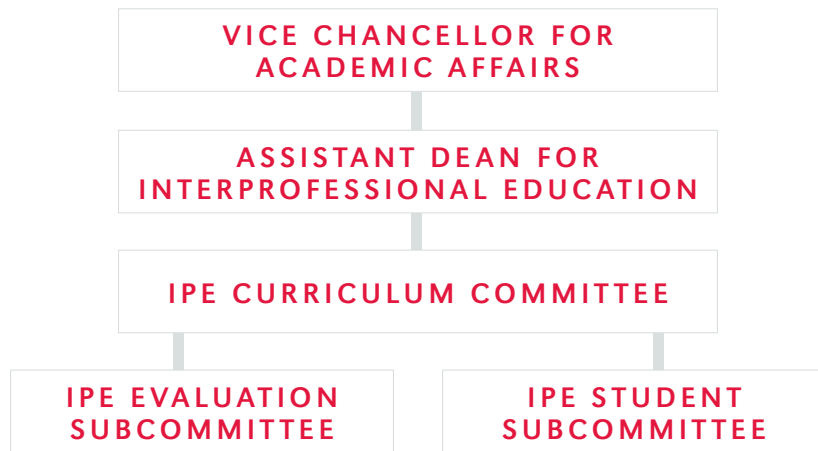 VICE CHANCELLOR FOR
ACADEMIC AFFAIRS
ASSISTANT DEAN FOR
INTERPROFESSIONAL EDUCATION
IPE CURRICULUM COMMITTEE
IPE EVALUATION
SUBCOMMITTEE
IPE STUDENT
SUBCOMMITTEE